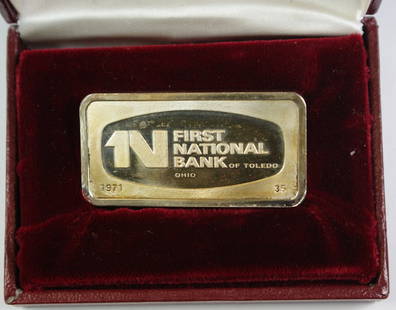 1N FIRST
NATIONAL
BANK OF TOLEDO
OHIO
1971 35